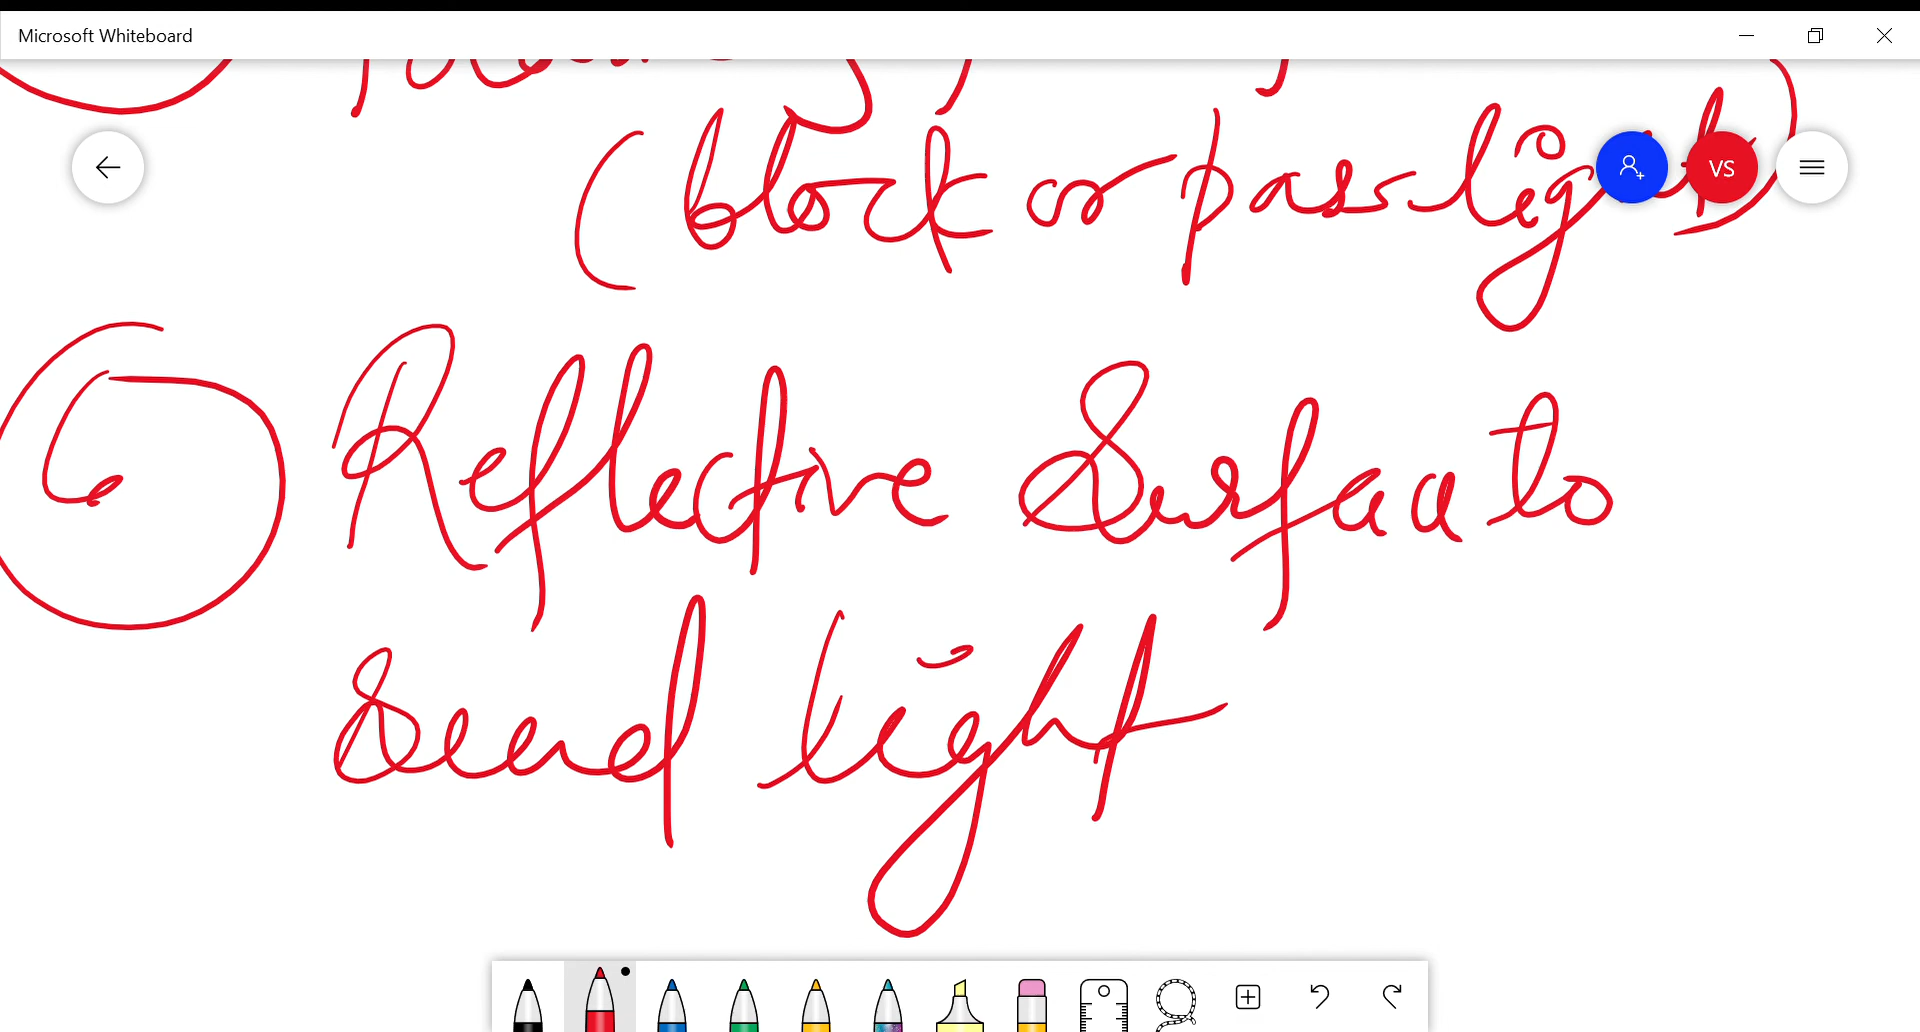 Microsoft Whiteboard
(block or pass light)
VS
6 Reflective Surface to
Send light